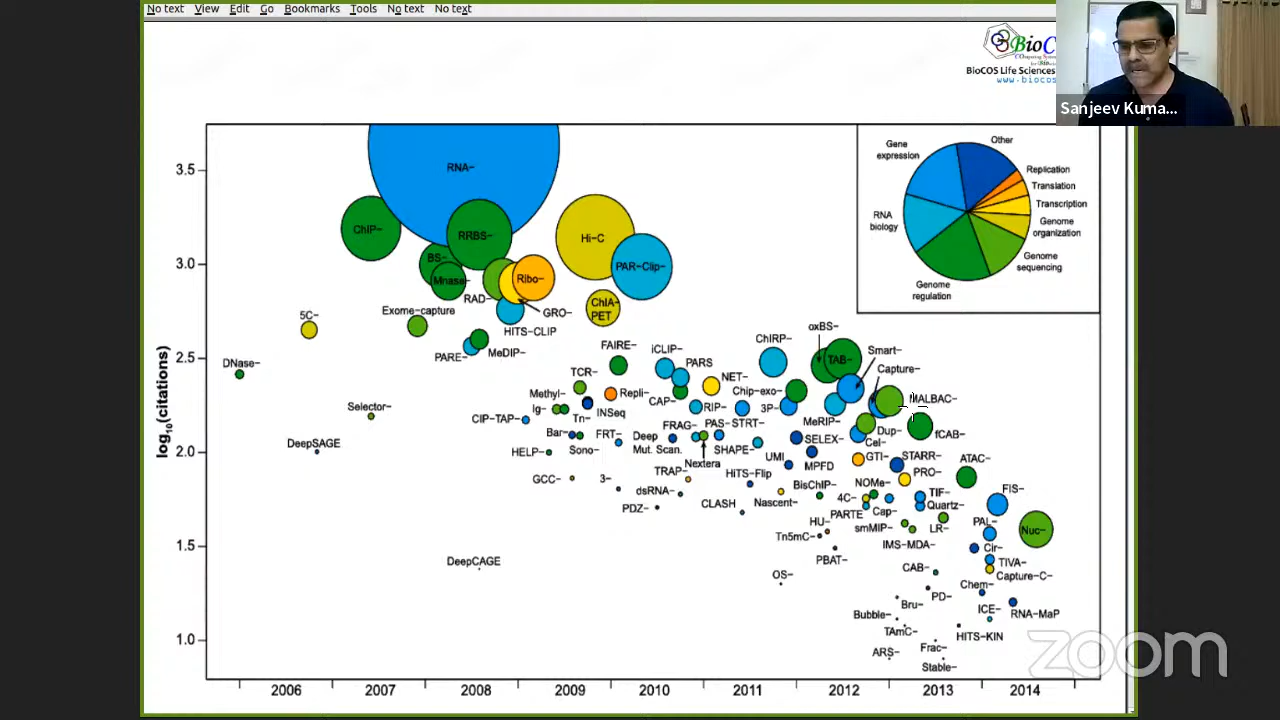 No text View Edit Go Bookmarks Tools No text No text
BioC
BioCOS Life Sciences
www.biocos
Sanjeev Kuma...
3.5
3.0
2.5
2.0
1.5
1.0
log10(citations)
RNA-
ChIP-
RRBS-
BS-
Mnase-
Hi-C
PAR-Clip-
Ribo-
RAD-
GRO-
ChIA-
PET
Exome-capture
5C-
HITS-CLIP
PARE-
MeDIP-
DNase-
FAIRE-
iCLIP-
PARS
ChIRP-
oxBS-
TAB-
Smart-
Capture-
TCR-
Methyl-
Repli-
NET-
Chip-exo-
MALBAC-
Selector-
Ig-
Tn-
INSeq
CAP-
RIP-
3P-
CIP-TAP-
FRAG-
PAS-
STRT-
MeRIP-
Dup-
fCAB-
DeepSAGE
Bar-
FRT-
Deep
Mut. Scan.
SELEX-
Cel-
HELP-
Sono-
Nextera
SHAPE-
UMI
MPFD
GTI-
STARR-
ATAC-
GCC-
3-
TRAP-
HiTS-Flip
PRO-
dsRNA-
BisChIP-
NOMe-
TIF-
FIS-
PDZ-
CLASH
Nascent-
4C-
PARTE
Cap-
Quartz-
HU-
smMIP-
LR-
PAL-
Nuc-
Tn5mC-
PBAT-
IMS-MDA-
Cir-
DeepCAGE
OS-
CAB-
TIVA-
Capture-C-
Chem-
PD-
Bru-
Bubble-
ICE-
RNA-MaP
TAmC-
HITS-KIN
ARS-
Frac-
Stable-
Gene
expression
Other
Replication
Translation
Transcription
RNA
biology
Genome
organization
Genome
sequencing
Genome
regulation
2006 2007 2008 2009 2010 2011 2012 2013 2014
zoom